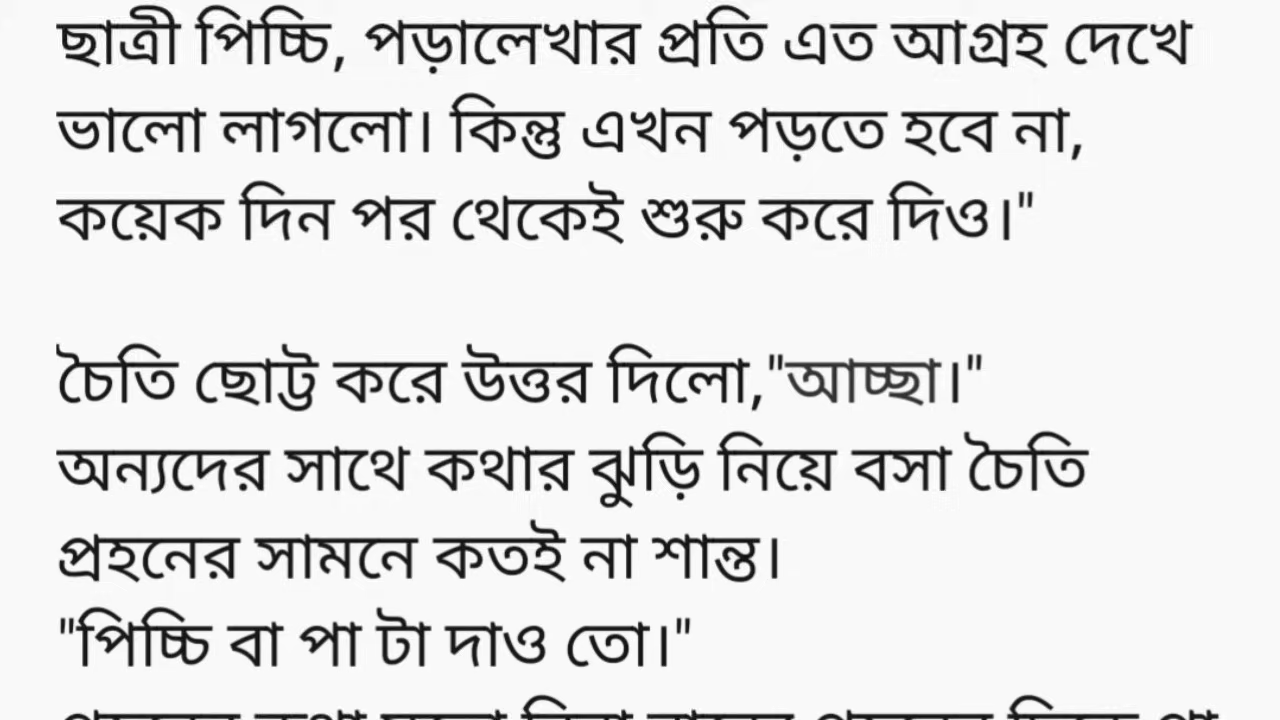 ছাত্রী পিচ্চি, পড়ালেখার প্রতি এত আগ্রহ দেখে
ভালো লাগলো। কিন্তু এখন পড়তে হবে না,
কয়েক দিন পর থেকেই শুরু করে দিও।"
চৈতি ছোট্ট করে উত্তর দিলো,"আচ্ছা।"
অন্যদের সাথে কথার ঝুড়ি নিয়ে বসা চৈতি
প্রহনের সামনে কতই না শান্ত।
"পিচ্চি বা পা টা দাও তো।"